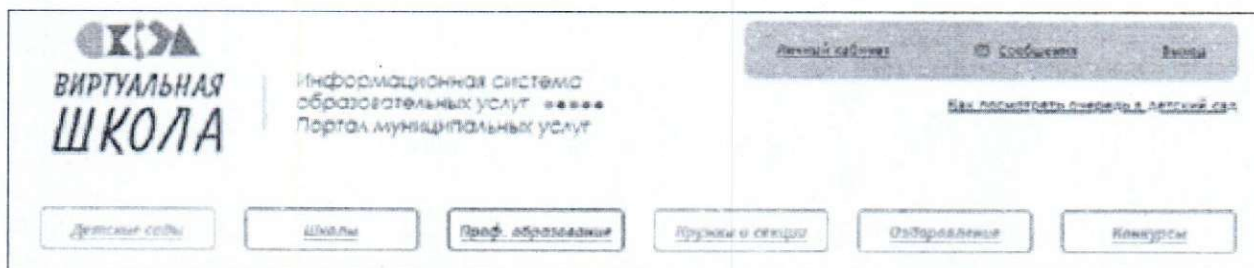 ВИРТУАЛЬНАЯ
ШКОЛА
Информационная система
образовательных услуг
Портал муниципальных услуг
Личный кабинет
Сообщения
Выход
Как посмотреть очередь в детский сад
Детские сады
Школы
Проф. образование
Кружки и секции
Оздоровление
Конкурсы